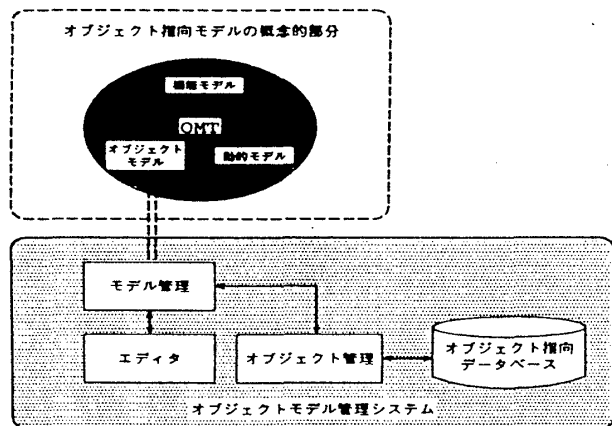 オブジェクト指向モデルの概念的部分
機能モデル
OMT
オブジェクト
モデル
動的モデル
モデル管理
エディタ
オブジェクト管理
オブジェクト指向
データベース
オブジェクトモデル管理システム